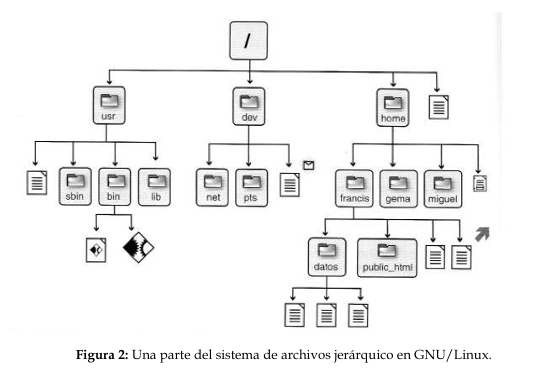 /
usr
dev
home
sbin
bin
lib
net
pts
francis
gema
miguel
datos
public_html
Figura 2: Una parte del sistema de archivos jerárquico en GNU/Linux.